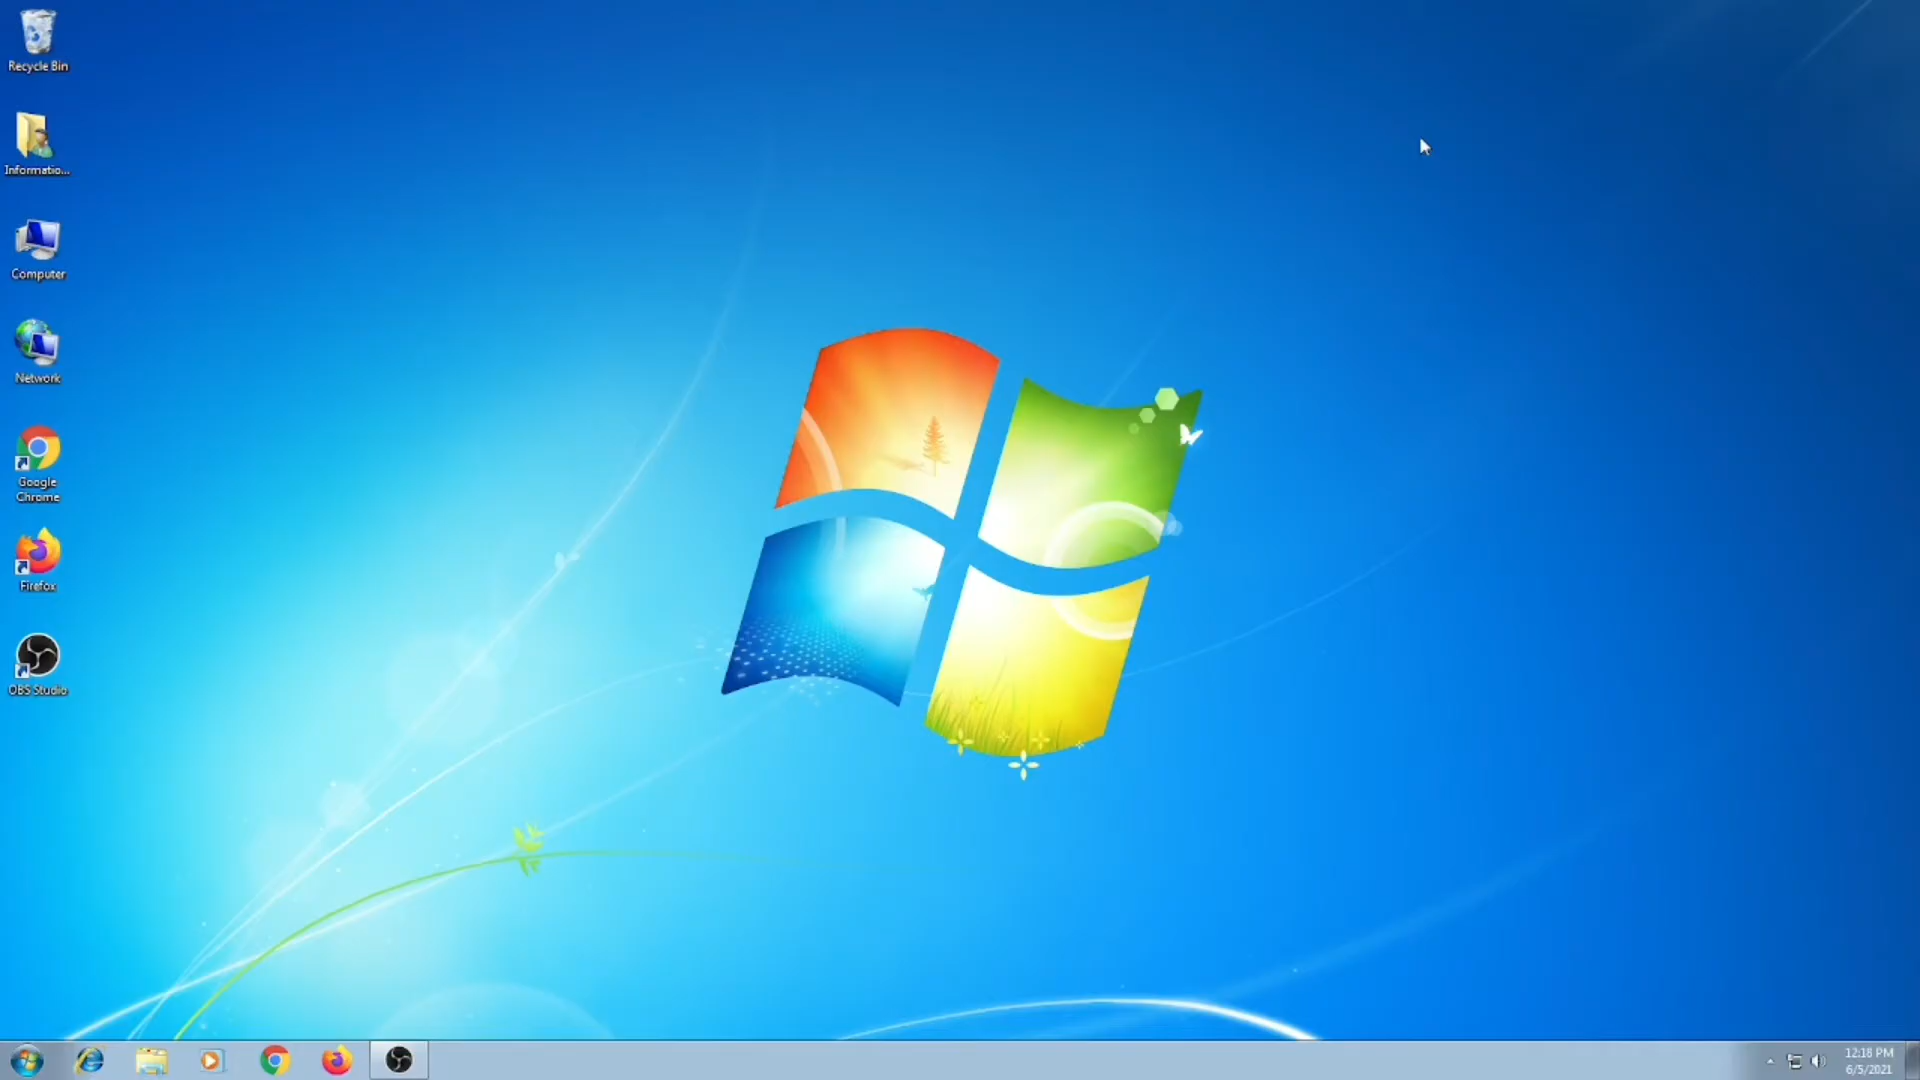 Recycle Bin
Informatio...
Computer
Network
Google
Chrome
Firefox
OBS Studio
12:18 PM
6/5/2021